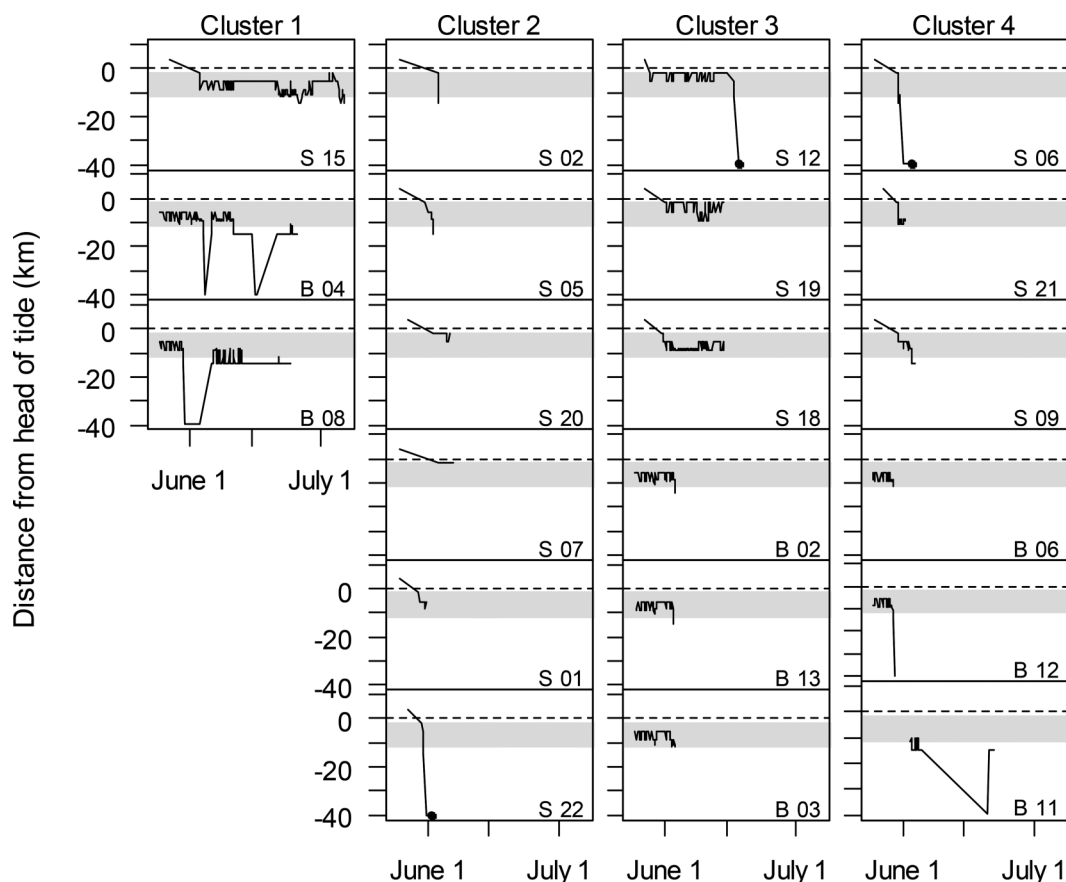 Cluster 1 Cluster 2 Cluster 3 Cluster 4
Distance from head of tide (km)
0
-20
-40
S 15 S 02 S 12 S 06
0
-20
-40
B 04 S 05 S 19 S 21
0
-20
-40
B 08 S 20 S 18 S 09
June 1 July 1
S 07 B 02 B 06
0
-20
-40
S 01 B 13 B 12
0
-20
-40
S 22 B 03 B 11
June 1 July 1 June 1 July 1 June 1 July 1